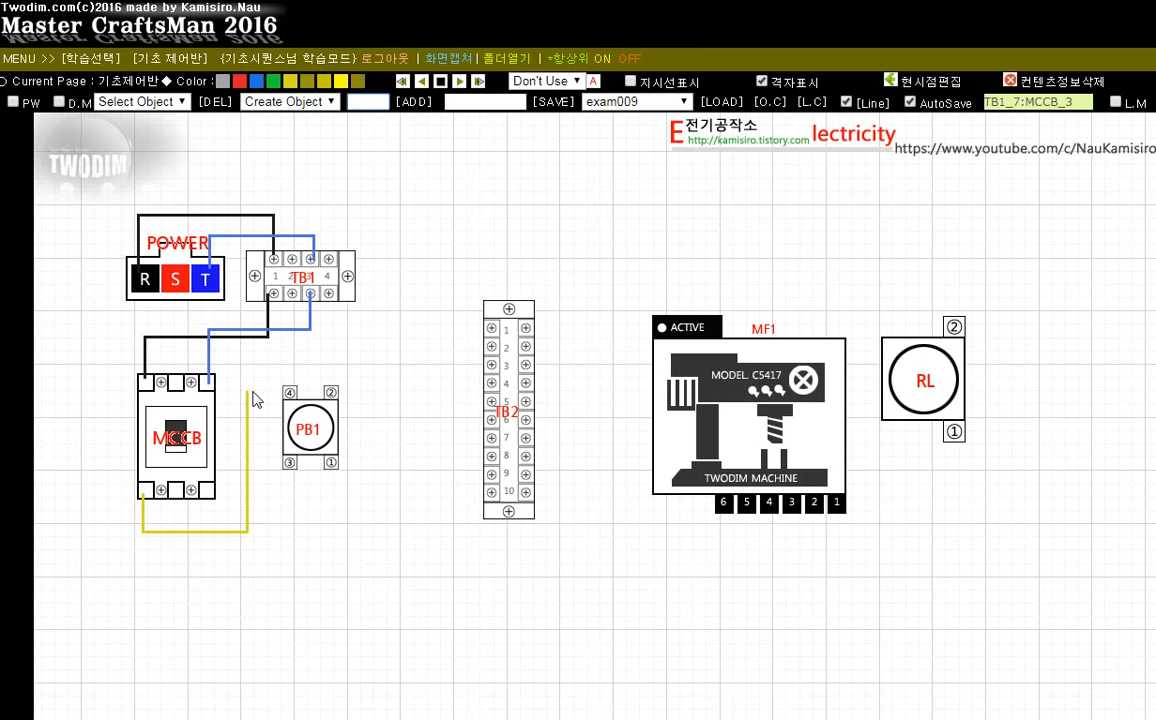 Twodim.com(c)2016 made by Kamisiro.Nau
Master CraftsMan 2016
MENU >> [학습선택] [기초 제어반] {기초시퀀스님 학습모드} 로그아웃 | 화면캡쳐 | 폴더열기 | *항상위 ON OFF
Current Page : 기초제어반◆ Color :
Don't Use ▼ A 지시선표시 격자표시 현시점편집 컨텐츠정보삭제
PW D.M Select Object ▼ [DEL] Create Object ▼ [ADD] [SAVE] exam009 ▼ [LOAD] [O.C] [L.C] [Line] AutoSave TB1_7:MCCB_3 L.M
TWODIM
E전기공작소
http://kamisiro.tistory.com
lectricity
https://www.youtube.com/c/NauKamisiro
POWER
R S T
1 2 3 4
TB1
MCCB
④ ②
PB1
③ ①
1
2
3
4
5
TB2
6
7
8
9
10
ACTIVE
MF1
MODEL. C5417
TWODIM MACHINE
6 5 4 3 2 1
②
RL
①